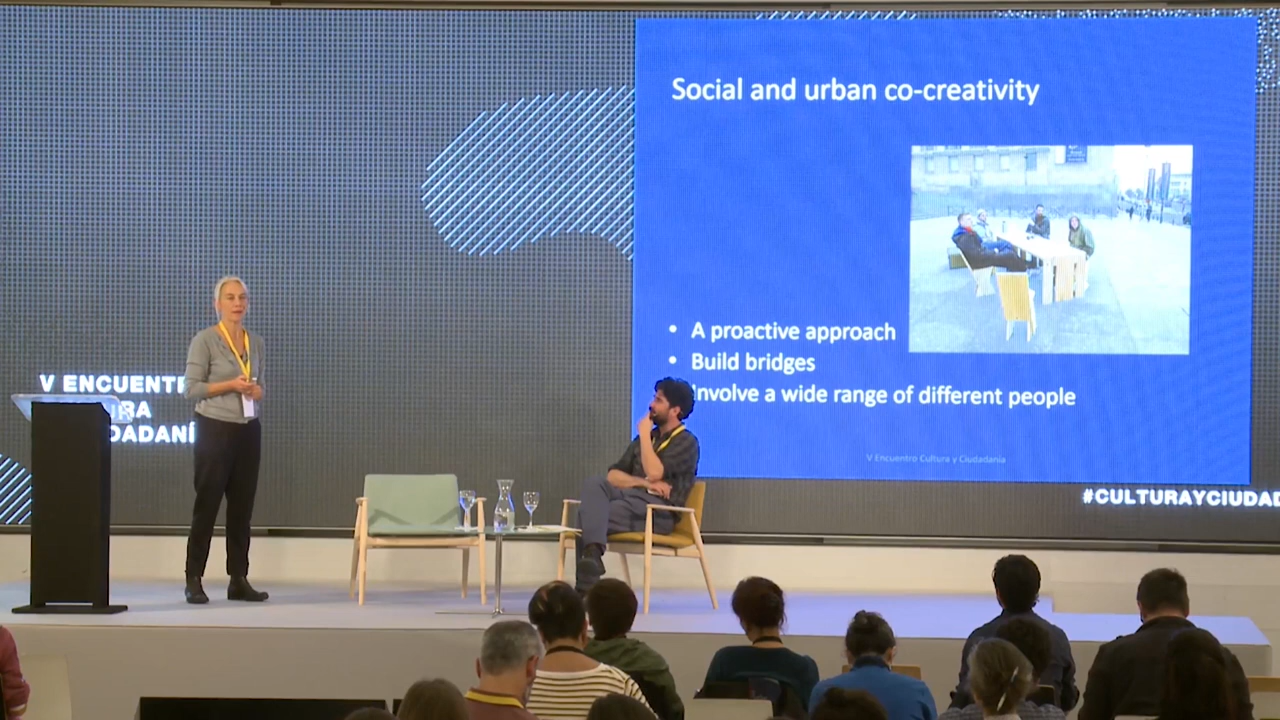 Social and urban co-creativity
• A proactive approach
• Build bridges
Involve a wide range of different people
V Encuentro Cultura y Ciudadanía
V ENCUENTR
URA
DADANÍ
#CULTURAYCIUDAD